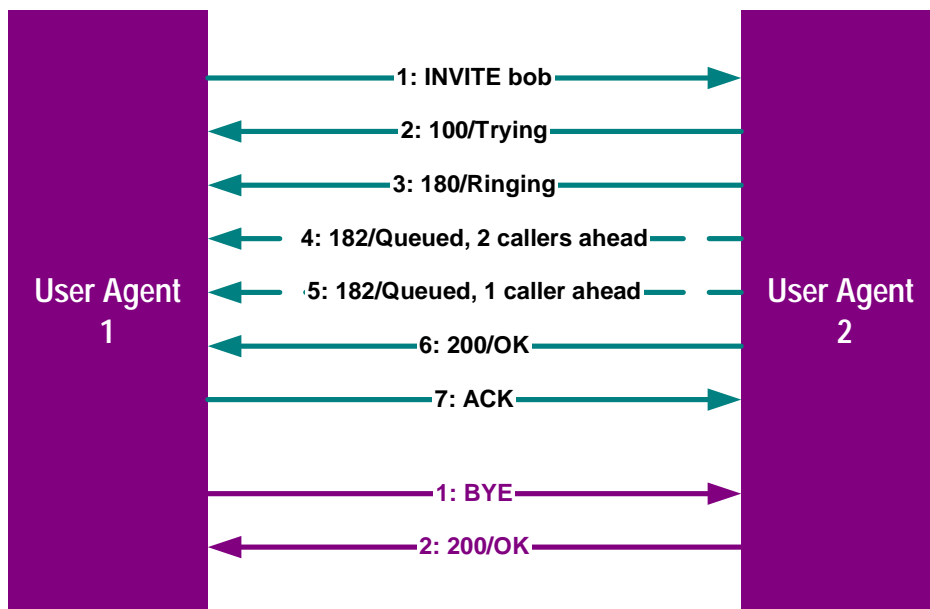 1: INVITE bob
2: 100/Trying
3: 180/Ringing
4: 182/Queued, 2 callers ahead
5: 182/Queued, 1 caller ahead
User Agent
1
User Agent
2
6: 200/OK
7: ACK
1: BYE
2: 200/OK